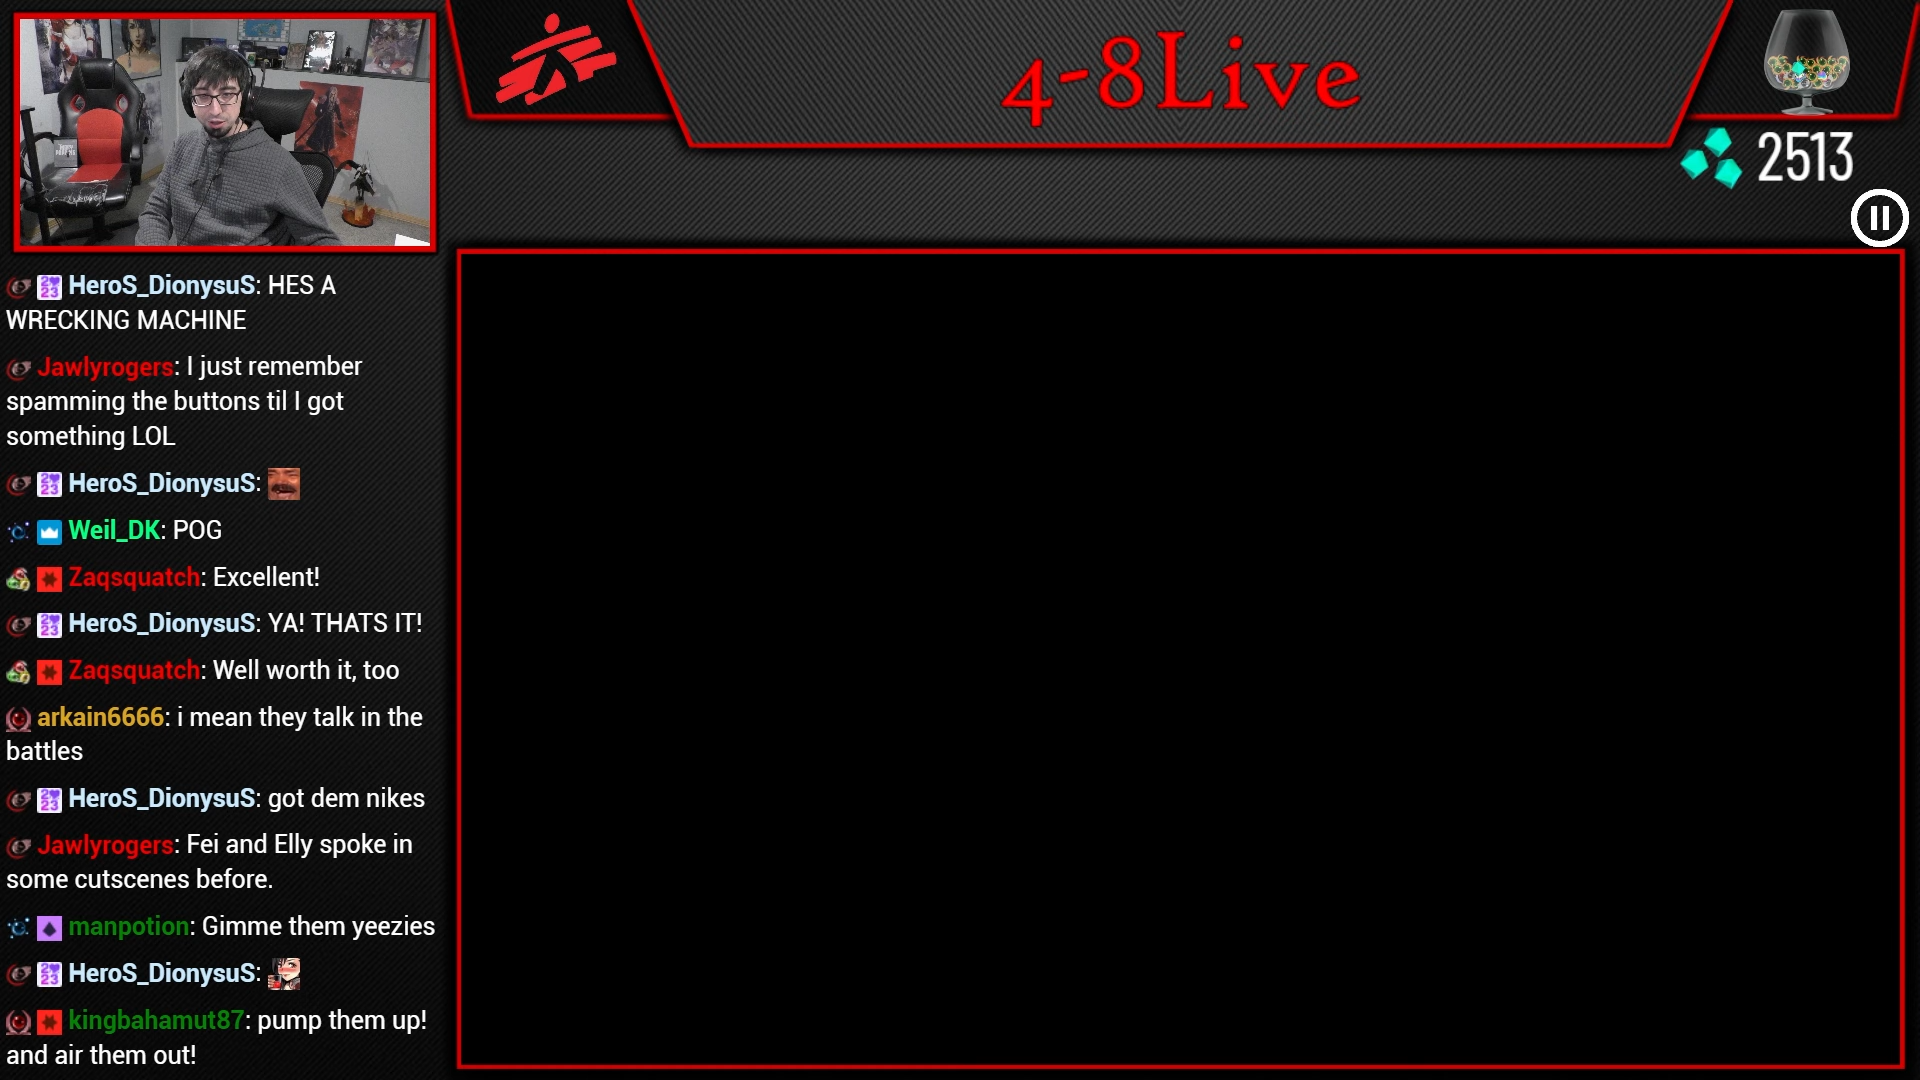 4-8Live
2513
HeroS_DionysuS: HES A
WRECKING MACHINE
Jawlyrogers: I just remember
spamming the buttons til I got
something LOL
HeroS_DionysuS:
Weil_DK: POG
Zaqsquatch: Excellent!
HeroS_DionysuS: YA! THATS IT!
Zaqsquatch: Well worth it, too
arkain6666: i mean they talk in the
battles
HeroS_DionysuS: got dem nikes
Jawlyrogers: Fei and Elly spoke in
some cutscenes before.
manpotion: Gimme them yeezies
HeroS_DionysuS:
kingbahamut87: pump them up!
and air them out!